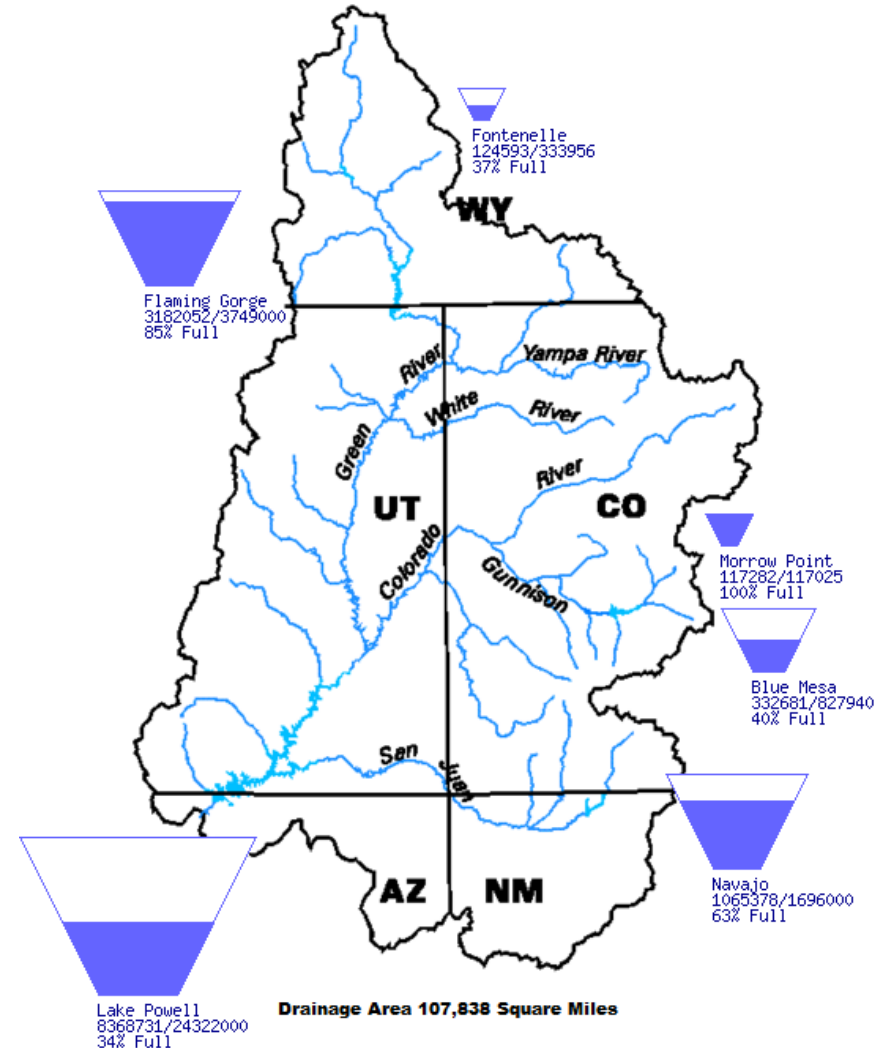 Fontenelle
124593/333956
37% Full
WY
Flaming Gorge
3182052/3749000
85% Full
River
Yampa River
White
River
Green
River
UT
CO
Colorado
Gunnison
Morrow Point
117282/117025
100% Full
Blue Mesa
332681/827940
40% Full
San
Juan
Navajo
1065378/1696000
63% Full
AZ
NM
Lake Powell
8368731/24322000
34% Full
Drainage Area 107,838 Square Miles